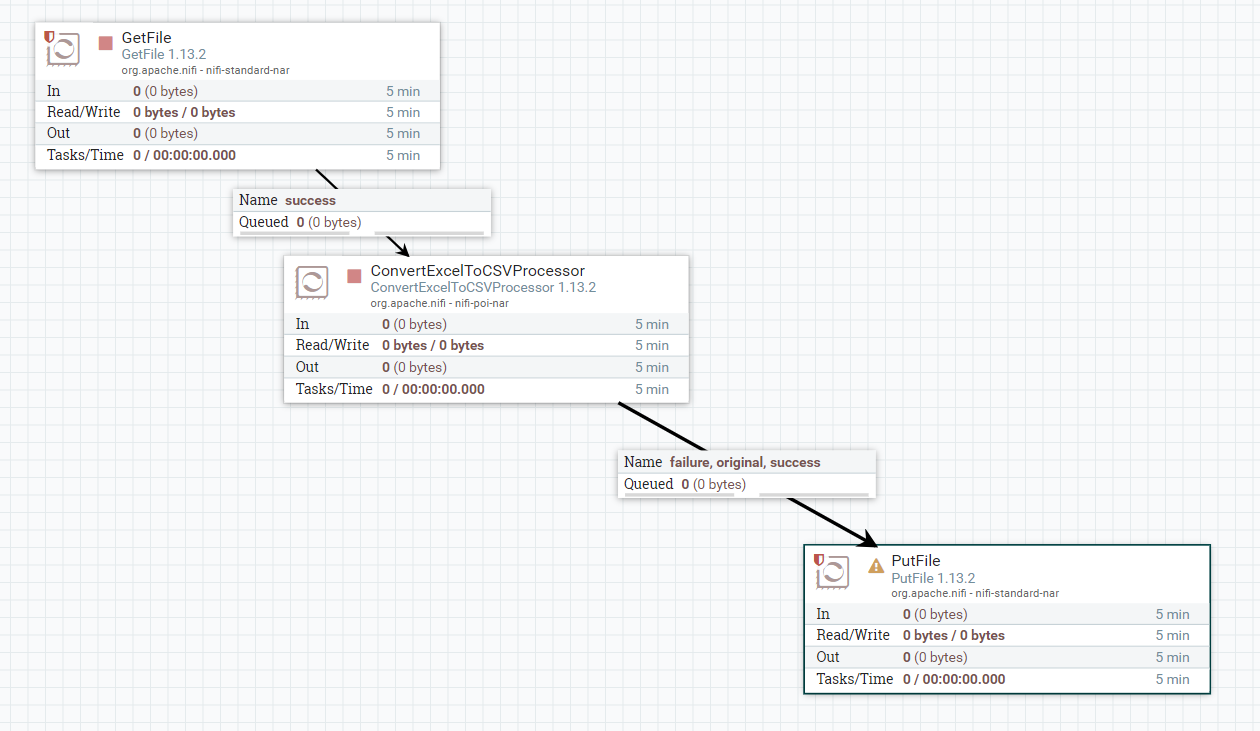 GetFile
GetFile 1.13.2
org.apache.nifi - nifi-standard-nar
In 0 (0 bytes) 5 min
Read/Write 0 bytes / 0 bytes 5 min
Out 0 (0 bytes) 5 min
Tasks/Time 0 / 00:00:00.000 5 min
Name success
Queued 0 (0 bytes)
ConvertExcelToCSVProcessor
ConvertExcelToCSVProcessor 1.13.2
org.apache.nifi - nifi-poi-nar
In 0 (0 bytes) 5 min
Read/Write 0 bytes / 0 bytes 5 min
Out 0 (0 bytes) 5 min
Tasks/Time 0 / 00:00:00.000 5 min
Name failure, original, success
Queued 0 (0 bytes)
PutFile
PutFile 1.13.2
org.apache.nifi - nifi-standard-nar
In 0 (0 bytes) 5 min
Read/Write 0 bytes / 0 bytes 5 min
Out 0 (0 bytes) 5 min
Tasks/Time 0 / 00:00:00.000 5 min